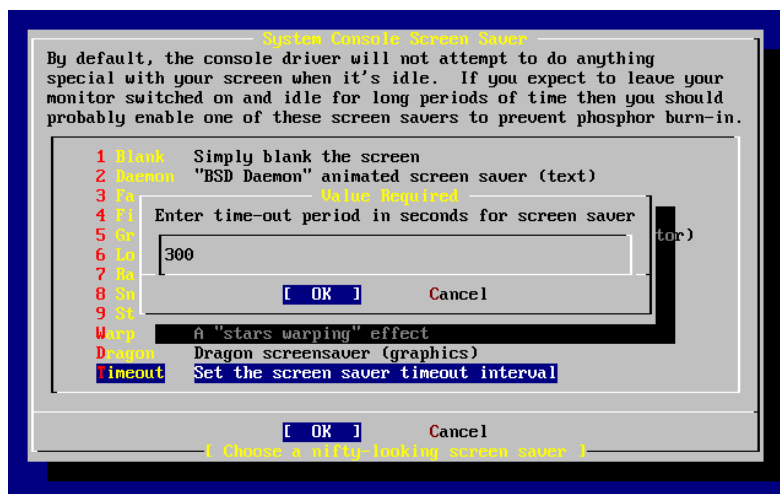 System Console Screen Saver
By default, the console driver will not attempt to do anything
special with your screen when it's idle.  If you expect to leave your
monitor switched on and idle for long periods of time then you should
probably enable one of these screen savers to prevent phosphor burn-in.
1 Blank Simply blank the screen
2 Daemon "BSD Daemon" animated screen saver (text)
3 Fa
Value Required
4 Fi
Enter time-out period in seconds for screen saver
5 Gr
tor)
6 Lo
300
7 Ra
8 Sn
[ OK ] Cancel
9 St
Warp A "stars warping" effect
Dragon Dragon screensaver (graphics)
Timeout Set the screen saver timeout interval
[ OK ] Cancel
[ Choose a nifty-looking screen saver ]